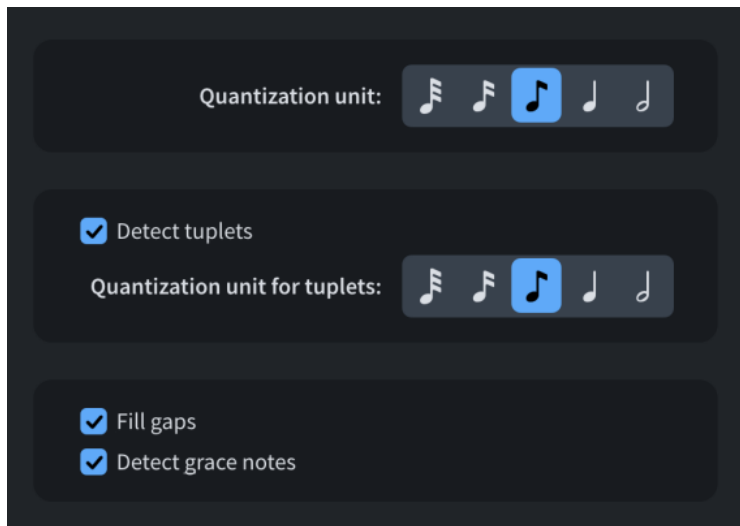 Quantization unit:
Detect tuplets
Quantization unit for tuplets:
Fill gaps
Detect grace notes